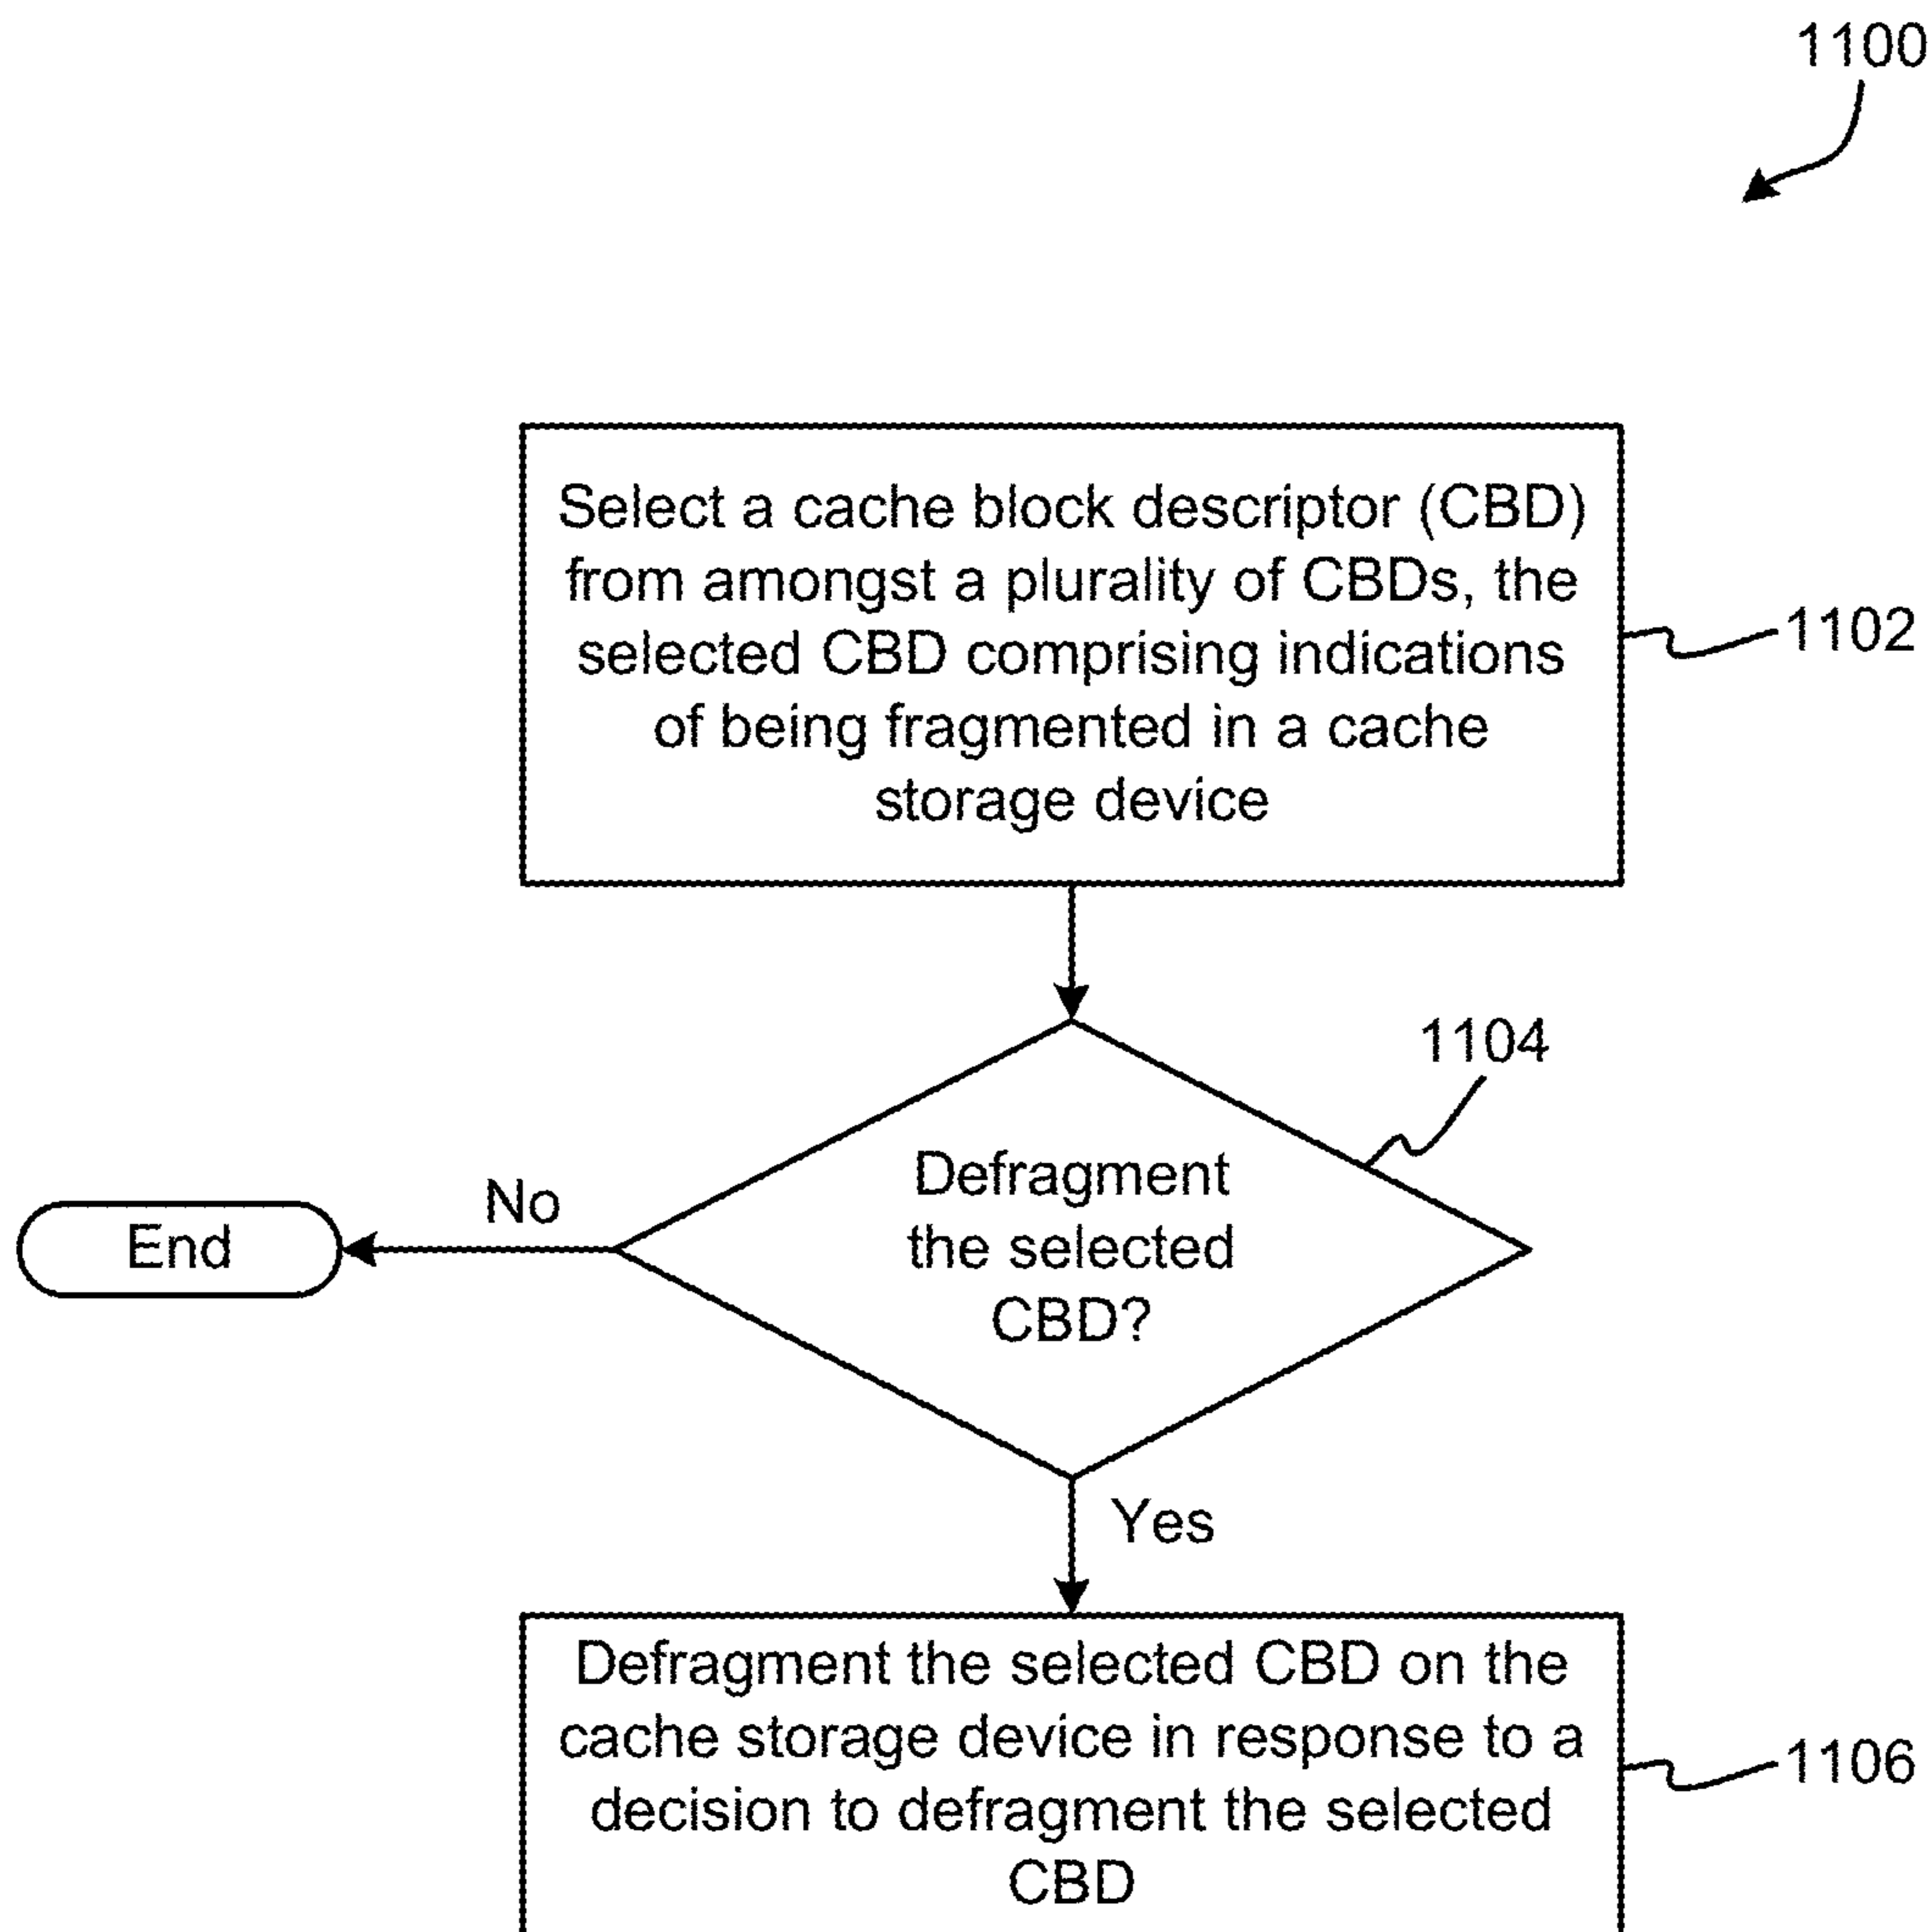 1100
Select a cache block descriptor (CBD)
from amongst a plurality of CBDs, the
selected CBD comprising indications
of being fragmented in a cache
storage device
1102
1104
Defragment
the selected
CBD?
No
End
Yes
Defragment the selected CBD on the
cache storage device in response to a
decision to defragment the selected
CBD
1106